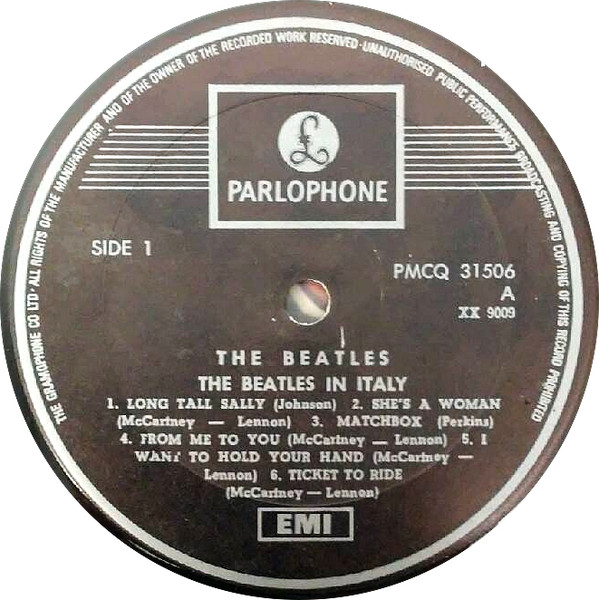 THE GRAMOPHONE CO LTD · ALL RIGHTS OF THE MANUFACTURER AND OF THE OWNER OF THE RECORDED WORK RESERVED · UNAUTHORISED PUBLIC PERFORMANCE BROADCASTING AND COPYING OF THIS RECORD PROHIBITED
£
PARLOPHONE
SIDE 1
PMCQ 31506
A
XX 9009
THE BEATLES
THE BEATLES IN ITALY
1. LONG TALL SALLY (Johnson) 2. SHE'S A WOMAN
(McCartney — Lennon) 3. MATCHBOX (Perkins)
4. FROM ME TO YOU (McCartney — Lennon) 5. I
WANT TO HOLD YOUR HAND (McCartney —
Lennon) 6, TICKET TO RIDE
(McCartney — Lennon)
EMI